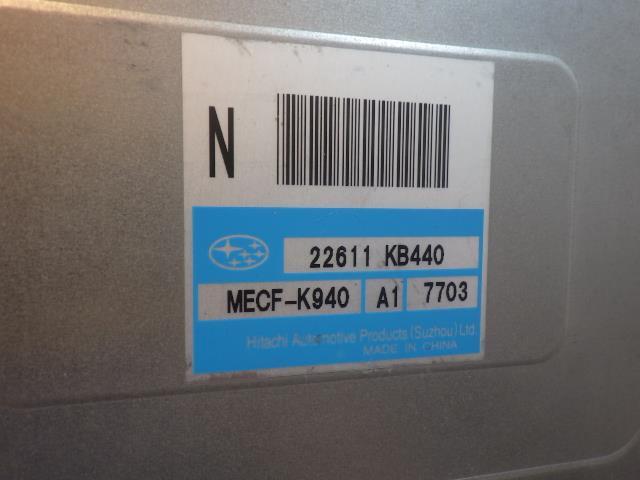 N
22611 KB440
MECF-K940 A1 7703
Hitachi Automotive Products (Suzhou) Ltd.
MADE IN CHINA